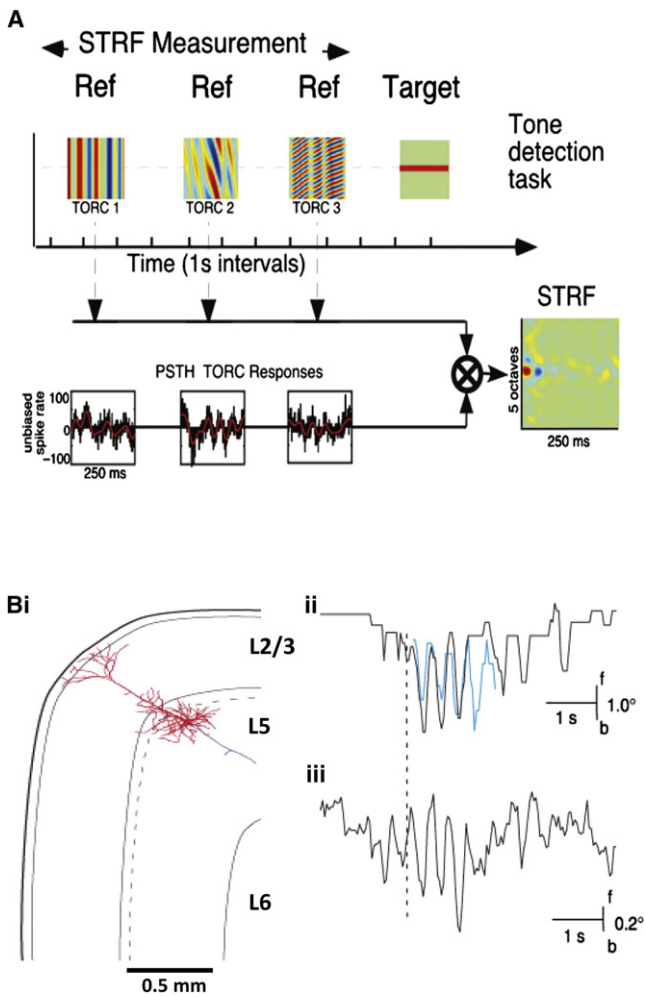 A
STRF Measurement
Ref Ref Ref Target
Tone
detection
task
TORC 1 TORC 2 TORC 3
Time (1s intervals)
STRF
5 octaves
250 ms
PSTH TORC Responses
unbiased
spike rate
100
0
-100
250 ms
Bi
L2/3
L5
L6
0.5 mm
ii
f
1.0°
1 s
b
iii
f
0.2°
1 s
b